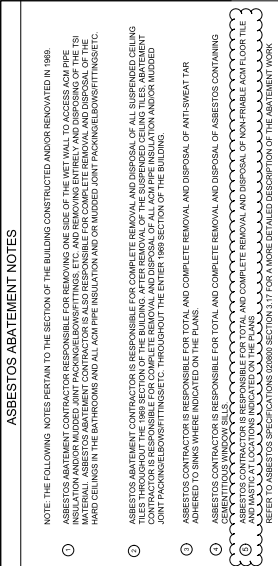 ASBESTOS ABATEMENT NOTES
NOTE: THE FOLLOWING NOTES PERTAIN TO THE SECTION OF THE BUILDING CONSTRUCTED AND/OR RENOVATED IN 1969.
1 ASBESTOS ABATEMENT CONTRACTOR RESPONSIBLE FOR REMOVING ONE SIDE OF THE WET WALL TO ACCESS ACM PIPE
INSULATION AND/OR MUDDED JOINT PACKING/ELBOWS/FITTINGS, ETC. AND REMOVING ENTIRELY AND DISPOSING OF THE TSI
MATERIAL. ASBESTOS ABATEMENT CONTRACTOR IS ALSO RESPONSIBLE FOR COMPLETE REMOVAL AND DISPOSAL OF THE
HARD CEILINGS IN THE BATHROOMS AND ALL ACM PIPE INSULATION AND OR MUDDED JOINT PACKING/ELBOWS/FITTINGS/ETC.
2 ASBESTOS ABATEMENT CONTRACTOR IS RESPONSIBLE FOR COMPLETE REMOVAL AND DISPOSAL OF ALL SUSPENDED CEILING
TILES THROUGHOUT THE 1969 SECTION OF THE BUILDING. AFTER REMOVAL OF THE SUSPENDED CEILING TILES, ABATEMENT
CONTRACTOR IS RESPONSIBLE FOR COMPLETE REMOVAL AND DISPOSAL OF ALL ACM PIPE INSULATION AND/OR MUDDED
JOINT PACKING/ELBOWS/FITTINGS/ETC. THROUGHOUT THE ENTIER 1969 SECTION OF THE BUILDING.
3 ASBESTOS CONTRACTOR IS RESPONSIBLE FOR TOTAL AND COMPLETE REMOVAL AND DISPOSAL OF ANTI-SWEAT TAR
ADHERED TO SINKS WHERE INDICATED ON THE PLANS.
4 ASBESTOS CONTRACTOR IS RESPONSIBLE FOR TOTAL AND COMPLETE REMOVAL AND DISPOSAL OF ASBESTOS CONTAINING
CEMENTITIOUS WINDOW SILLS.
5 ASBESTOS CONTRACTOR IS RESPONSIBLE FOR TOTAL AND COMPLETE REMOVAL AND DISPOSAL OF NON-FRIABLE ACM FLOOR TILE
AND MASTIC AT LOCATIONS INDICATED ON THE PLANS
REFER TO ASBESTOS SPECIFICATIONS 020800 SECTION 3.17 FOR A MORE DETAILED DESCRIPTION OF THE ABATEMENT WORK